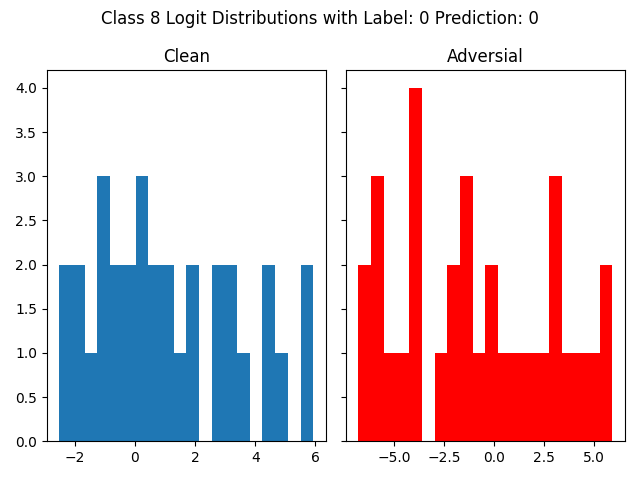 Class 8 Logit Distributions with Label: 0 Prediction: 0
Clean
Adversial
4.0
3.5
3.0
2.5
2.0
1.5
1.0
0.5
0.0
−2 0 2 4 6
−5.0 −2.5 0.0 2.5 5.0